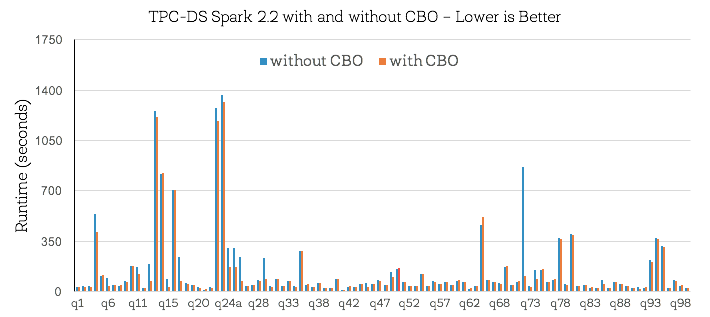 TPC-DS Spark 2.2 with and without CBO – Lower is Better
1750
without CBO with CBO
1400
1050
700
350
0
Runtime (seconds)
q1 q6 q11 q15 q20 q24a q28 q33 q38 q42 q47 q52 q57 q62 q68 q73 q78 q83 q88 q93 q98